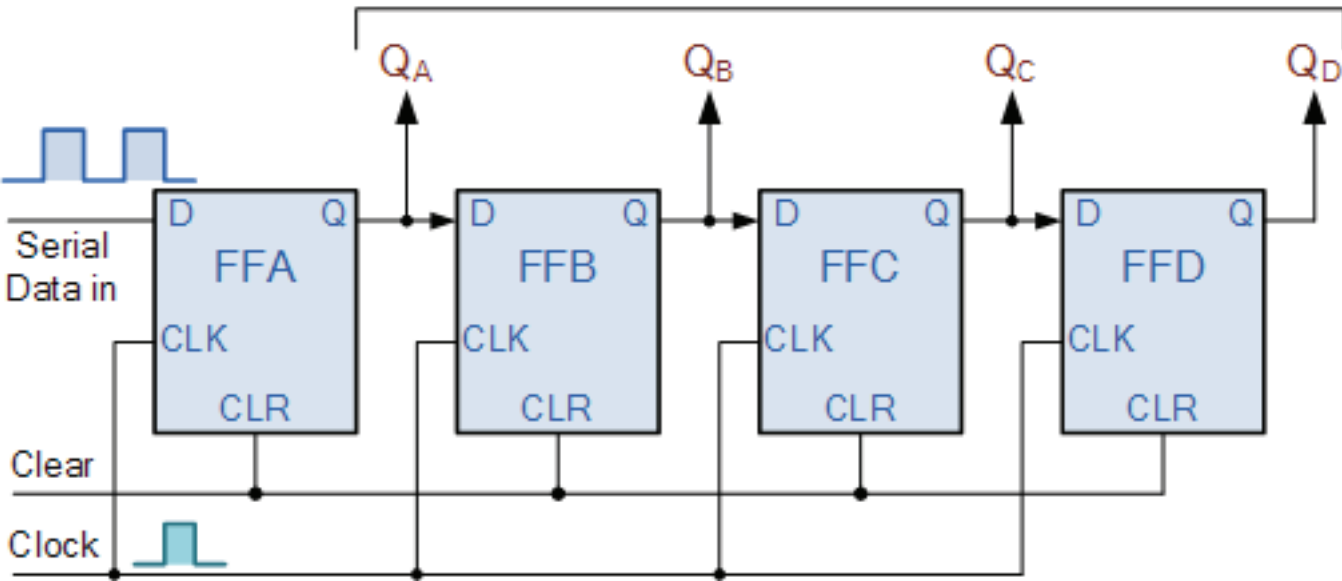 QA QB QC QD
D Q D Q D Q D Q
Serial
Data in
FFA FFB FFC FFD
CLK CLK CLK CLK
CLR CLR CLR CLR
Clear
Clock